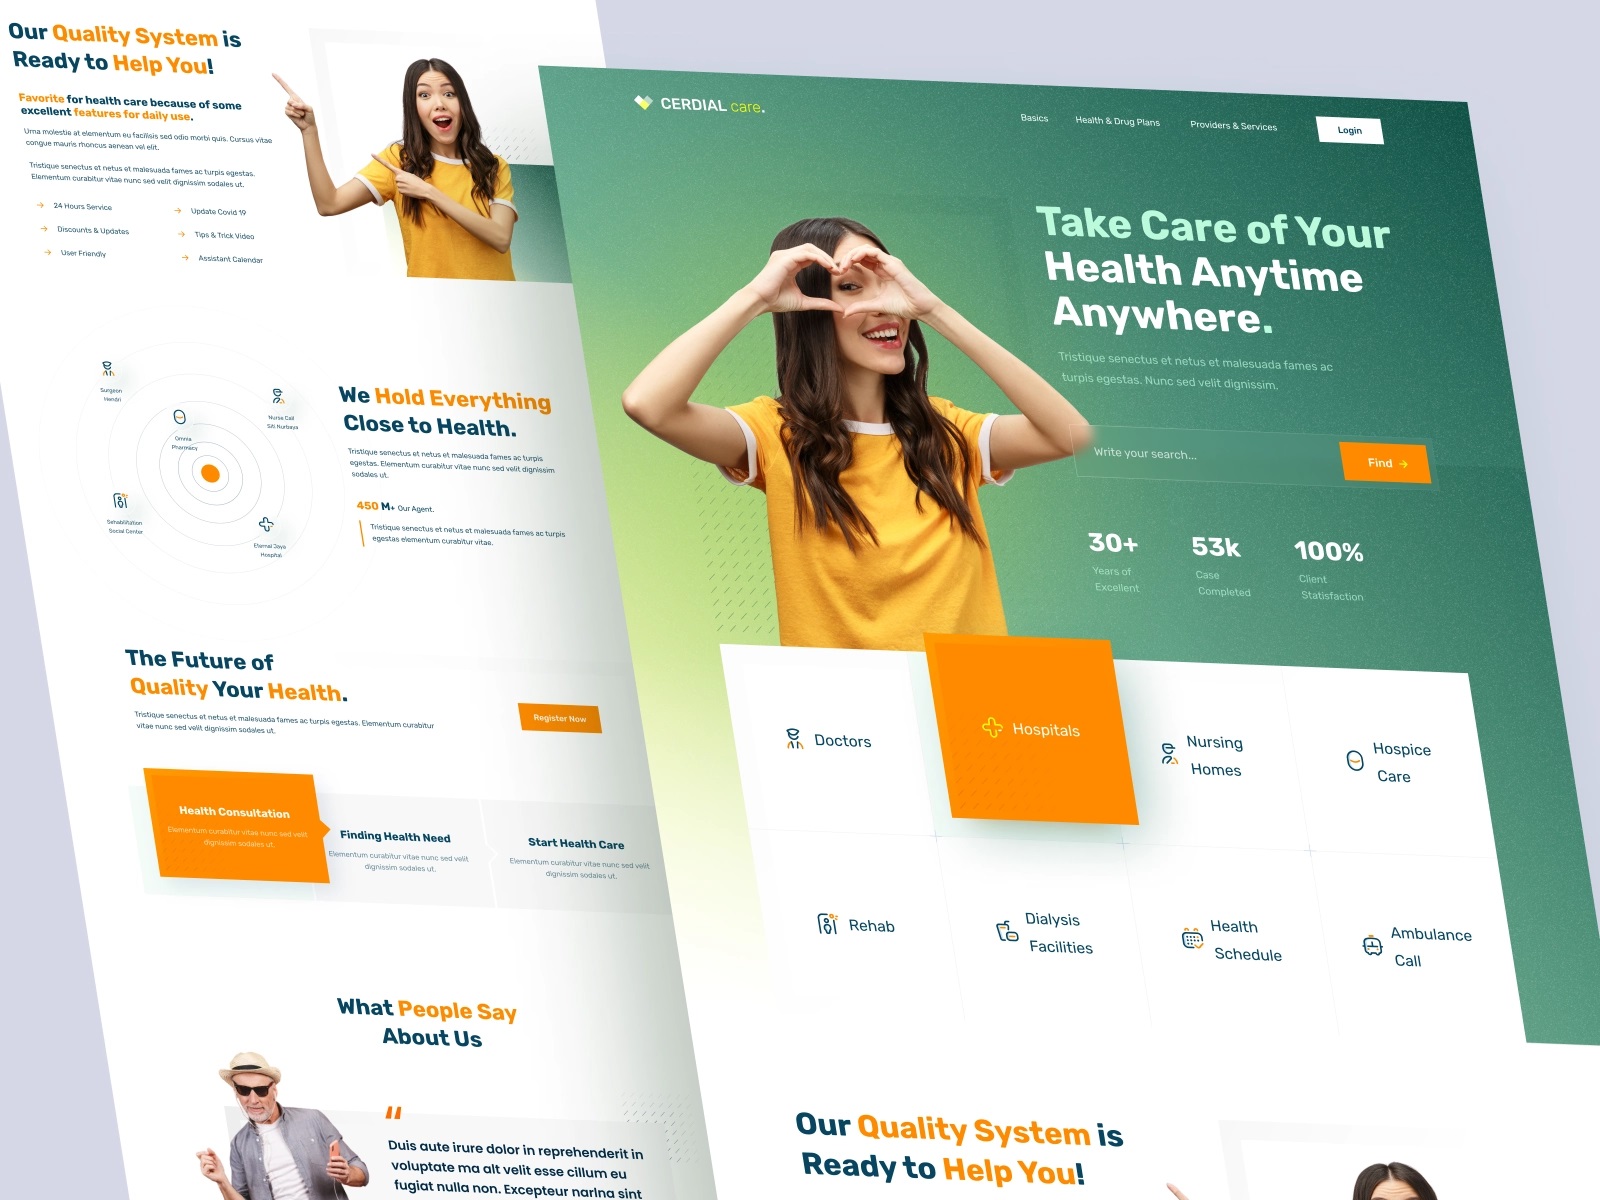 Our Quality System is
Ready to Help You!
Favorite for health care because of some
excellent features for daily use.
Urna molestie at elementum eu facilisis sed odio morbi quis. Cursus vitae
congue mauris rhoncus aenean vel elit.
Tristique senectus et netus et malesuada fames ac turpis egestas.
Elementum curabitur vitae nunc sed velit dignissim sodales ut.
24 Hours Service
Update Covid 19
Discounts & Updates
Tips & Trick Video
User Friendly
Assistant Calendar
Surgeon
Hendri
Nurse Call
Siti Nurbaya
Omma
Pharmacy
Rehabilitation
Social Center
Eternal Jaya
Hospital
We Hold Everything
Close to Health.
Tristique senectus et netus et malesuada fames ac turpis
egestas. Elementum curabitur vitae nunc sed velit dignissim
sodales ut.
450 M+ Our Agent.
Tristique senectus et netus et malesuada fames ac turpis
egestas elementum curabitur vitae.
The Future of
Quality Your Health.
Tristique senectus et netus et malesuada fames ac turpis egestas. Elementum curabitur
vitae nunc sed velit dignissim sodales ut.
Register Now
Health Consultation
Elementum curabitur vitae nunc sed velit
dignissim sodales ut.
Finding Health Need
Elementum curabitur vitae nunc sed velit
dignissim sodales ut.
Start Health Care
Elementum curabitur vitae nunc sed velit
dignissim sodales ut.
What People Say
About Us
“
Duis aute irure dolor in reprehenderit in
voluptate ma alt velit esse cillum eu
fugiat nulla non. Excepteur narlna sint
CERDIAL care.
Basics
Health & Drug Plans
Providers & Services
Login
Take Care of Your
Health Anytime
Anywhere.
Tristique senectus et netus et malesuada fames ac
turpis egestas. Nunc sed velit dignissim.
Write your search...
Find →
30+
Years of
Excellent
53k
Case
Completed
100%
Client
Statisfaction
Doctors
Hospitals
Nursing
Homes
Hospice
Care
Rehab
Dialysis
Facilities
Health
Schedule
Ambulance
Call
Our Quality System is
Ready to Help You!